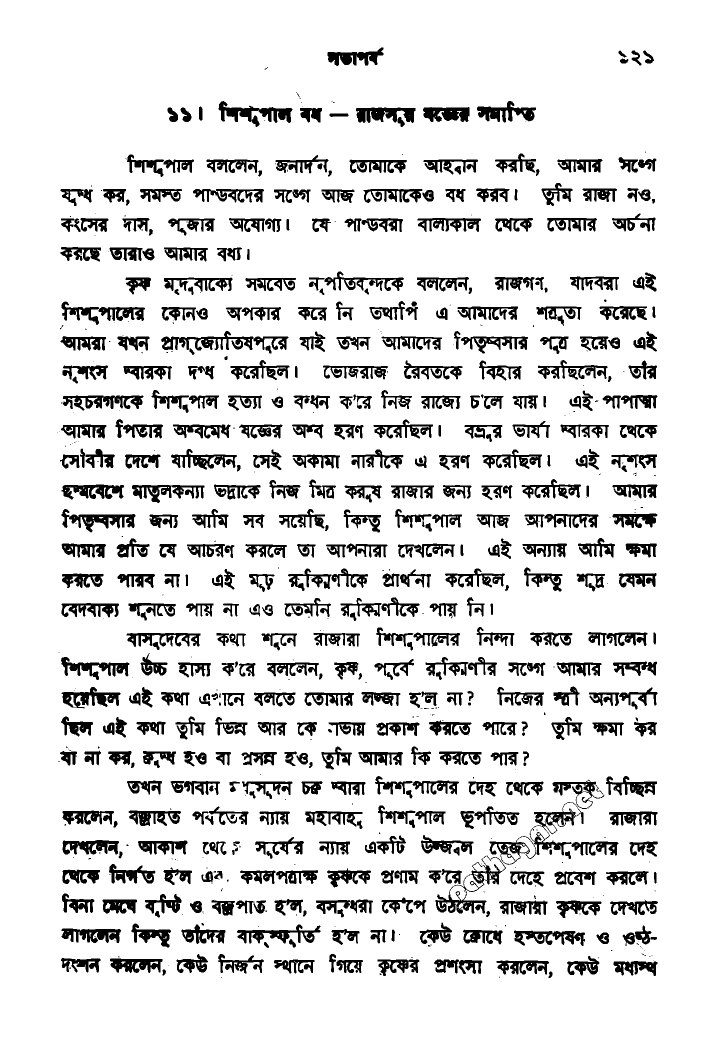 সভাপর্ব ১২১
১১। শিশুপাল বধ — রাজসূয় যজ্ঞের সমাপ্তি
শিশুপাল বললেন, জনার্দন, তোমাকে আহ্বান করছি, আমার সঙ্গে
যুদ্ধ কর, সমস্ত পাণ্ডবদের সঙ্গে আজ তোমাকেও বধ করব। তুমি রাজা নও,
কংসের দাস, পূজার অযোগ্য। যে পাণ্ডবরা বাল্যকাল থেকে তোমার অর্চনা
করছে তারাও আমার বধ্য।
কৃষ্ণ মৃদুবাক্যে সমবেত নৃপতিবৃন্দকে বললেন, রাজগণ, যাদবরা এই
শিশুপালের কোনও অপকার করে নি তথাপি এ আমাদের শত্রুতা করেছে।
আমরা যখন প্রাগ্‌জ্যোতিষপুরে যাই তখন আমাদের পিতৃষ্বসার পুত্র হয়েও এই
নৃশংস দ্বারকা দগ্ধ করেছিল। ভোজরাজ রৈবতকে বিহার করছিলেন, তাঁর
সহচরগণকে শিশুপাল হত্যা ও বন্ধন ক'রে নিজ রাজ্যে চ'লে যায়। এই পাপাত্মা
আমার পিতার অশ্বমেধ যজ্ঞের অশ্ব হরণ করেছিল। বভ্রুর ভার্যা দ্বারকা থেকে
সৌবীর দেশে যাচ্ছিলেন, সেই অকামা নারীকে এ হরণ করেছিল। এই নৃশংস
ছদ্মবেশে মাতুলকন্যা ভদ্রাকে নিজ মিত্র করূষ রাজার জন্য হরণ করেছিল। আমার
পিতৃষ্বসার জন্য আমি সব সয়েছি, কিন্তু শিশুপাল আজ আপনাদের সমক্ষে
আমার প্রতি যে আচরণ করলে তা আপনারা দেখলেন। এই অন্যায় আমি ক্ষমা
করতে পারব না। এই মূঢ় রুক্মিণীকে প্রার্থনা করেছিল, কিন্তু শূদ্র যেমন
বেদবাক্য শুনতে পায় না এও তেমনি রুক্মিণীকে পায় নি।
বাসুদেবের কথা শুনে রাজারা শিশুপালের নিন্দা করতে লাগলেন।
শিশুপাল উচ্চ হাস্য ক'রে বললেন, কৃষ্ণ, পূর্বে রুক্মিণীর সঙ্গে আমার সম্বন্ধ
হয়েছিল এই কথা এখানে বলতে তোমার লজ্জা হ'ল না? নিজের স্ত্রী অন্যপূর্বা
ছিল এই কথা তুমি ভিন্ন আর কে সভায় প্রকাশ করতে পারে? তুমি ক্ষমা কর
বা না কর, ক্রুদ্ধ হও বা প্রসন্ন হও, তুমি আমার কি করতে পার?
তখন ভগবান মধুসূদন চক্র দ্বারা শিশুপালের দেহ থেকে মস্তক বিচ্ছিন্ন
করলেন, বজ্রাহত পর্বতের ন্যায় মহাবাহু শিশুপাল ভূপতিত হলেন। রাজারা
দেখলেন, আকাশ থেকে সূর্যের ন্যায় একটি উজ্জ্বল তেজ শিশুপালের দেহ
থেকে নির্গত হ'ল এবং কমলপত্রাক্ষ কৃষ্ণকে প্রণাম ক'রে তাঁর দেহে প্রবেশ করলে।
বিনা মেঘে বৃষ্টি ও বজ্রপাত হ'ল, বসুন্ধরা কে'পে উঠলেন, রাজারা কৃষ্ণকে দেখতে
লাগলেন কিন্তু তাঁদের বাক্‌স্ফূর্তি হ'ল না। কেউ ক্রোধে হস্তপেষণ ও ওষ্ঠ-
দংশন করলেন, কেউ নির্জন স্থানে গিয়ে কৃষ্ণের প্রশংসা করলেন, কেউ মধ্যস্থ